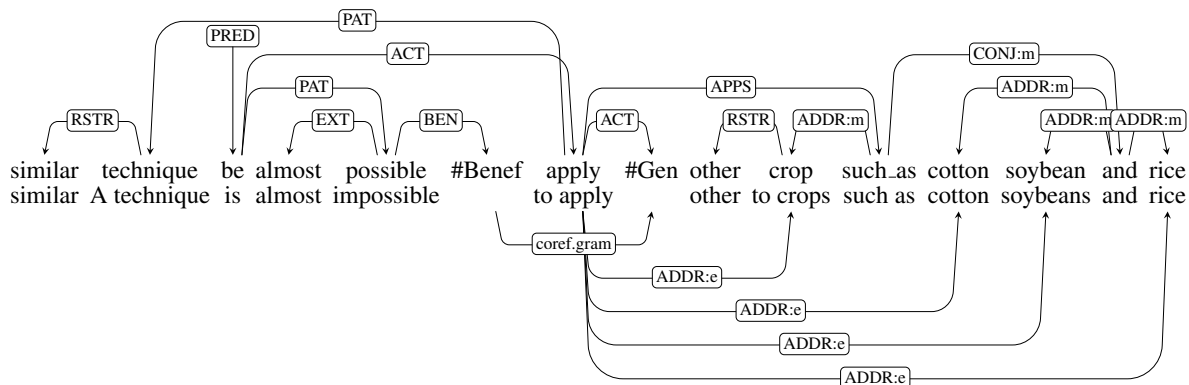 PAT
PRED
ACT
CONJ:m
PAT
APPS
ADDR:m
RSTR
EXT
BEN
ACT
RSTR
ADDR:m
ADDR:m
ADDR:m
similar technique be almost possible #Benef apply #Gen other crop such_as cotton soybean and rice
similar A technique is almost impossible to apply other to crops such as cotton soybeans and rice
coref.gram
ADDR:e
ADDR:e
ADDR:e
ADDR:e